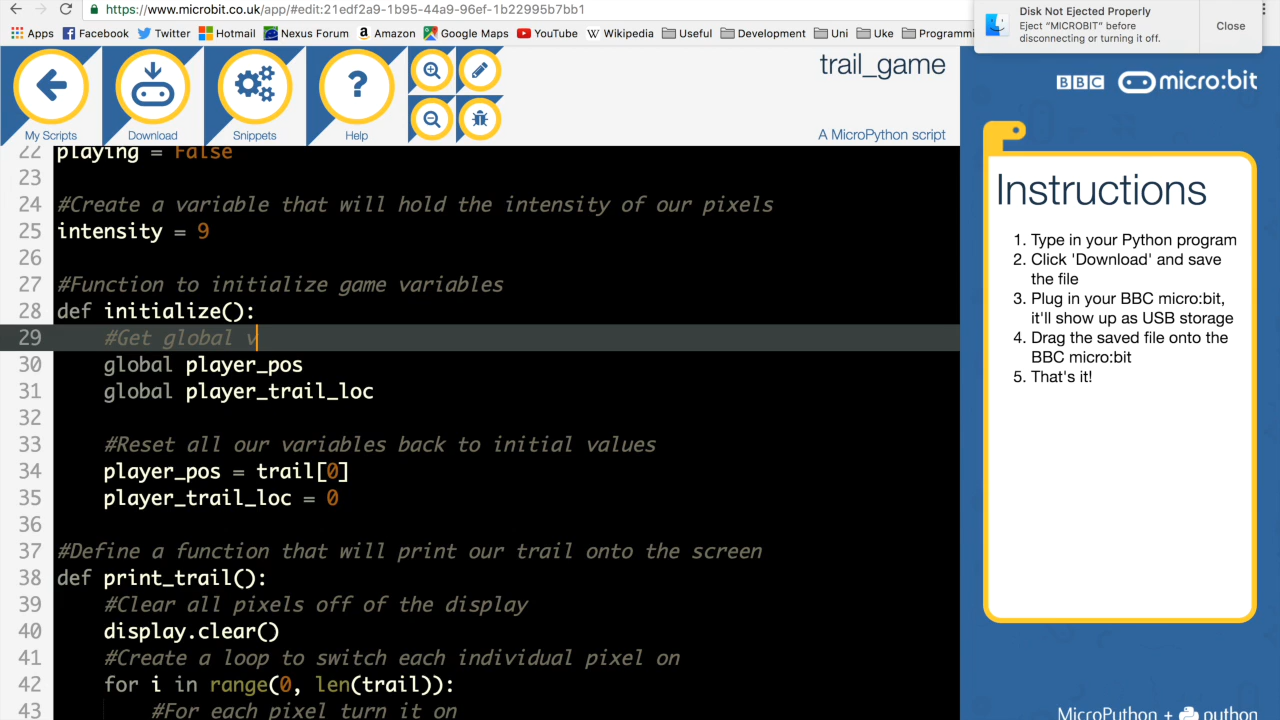 https://www.microbit.co.uk/app/#edit:21edf2a9-1b95-44a9-96ef-1b22995b7bb1
Apps Facebook Twitter Hotmail Nexus Forum Amazon Google Maps YouTube Wikipedia Useful Development Uni Uke Programmi
Disk Not Ejected Properly
Eject “MICROBIT” before
disconnecting or turning it off.
Close
My Scripts
Download
Snippets
? Help
trail_game
A MicroPython script
BBC micro:bit
22 playing = False
23
24 #Create a variable that will hold the intensity of our pixels
25 intensity = 9
26
27 #Function to initialize game variables
28 def initialize():
29 #Get global v
30 global player_pos
31 global player_trail_loc
32
33 #Reset all our variables back to initial values
34 player_pos = trail[0]
35 player_trail_loc = 0
36
37 #Define a function that will print our trail onto the screen
38 def print_trail():
39 #Clear all pixels off of the display
40 display.clear()
41 #Create a loop to switch each individual pixel on
42 for i in range(0, len(trail)):
43 #For each pixel turn it on
Instructions
1. Type in your Python program
2. Click 'Download' and save
the file
3. Plug in your BBC micro:bit,
it'll show up as USB storage
4. Drag the saved file onto the
BBC micro:bit
5. That's it!
MicroPython + python